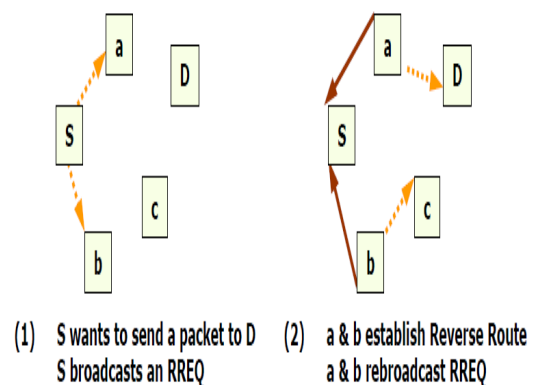 a
D
S
c
b
a
D
S
c
b
(1) S wants to send a packet to D
S broadcasts an RREQ
(2) a & b establish Reverse Route
a & b rebroadcast RREQ